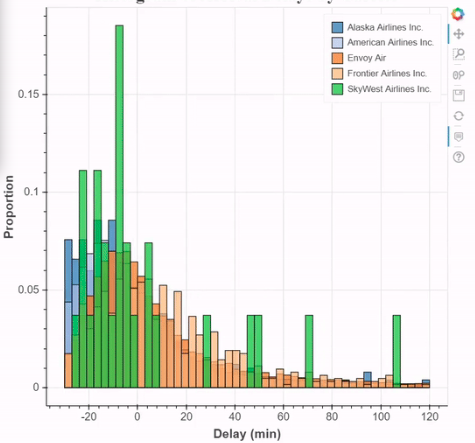 Alaska Airlines Inc.
American Airlines Inc.
Envoy Air
Frontier Airlines Inc.
SkyWest Airlines Inc.
Proportion
0.15
0.1
0.05
0
-20 0 20 40 60 80 100 120
Delay (min)